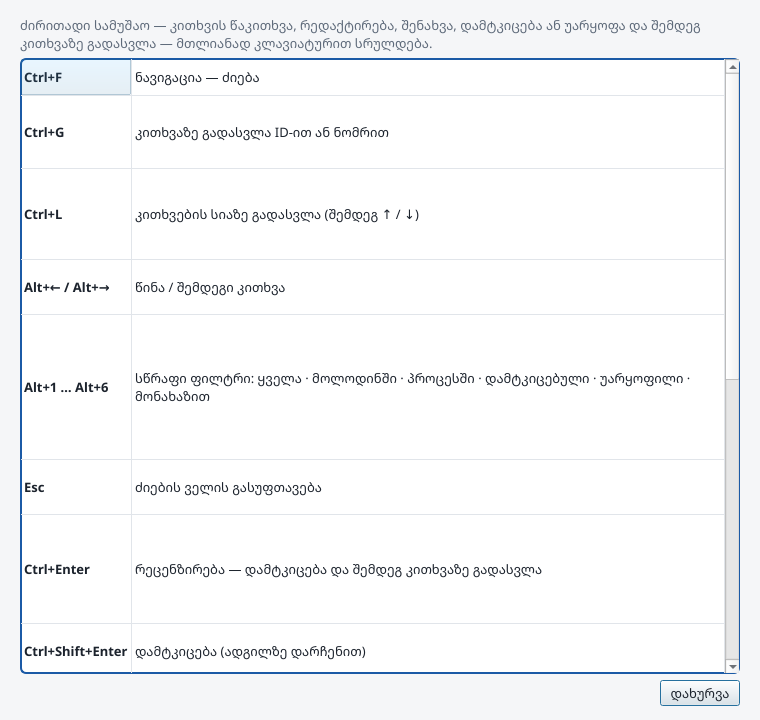 ძირითადი სამუშაო — კითხვის წაკითხვა, რედაქტირება, შენახვა, დამტკიცება ან უარყოფა და შემდეგ
კითხვაზე გადასვლა — მთლიანად კლავიატურით სრულდება.
Ctrl+F ნავიგაცია — ძიება
Ctrl+G კითხვაზე გადასვლა ID-ით ან ნომრით
Ctrl+L კითხვების სიაზე გადასვლა (შემდეგ ↑ / ↓)
Alt+← / Alt+→ წინა / შემდეგი კითხვა
Alt+1 … Alt+6 სწრაფი ფილტრი: ყველა · მოლოდინში · პროცესში · დამტკიცებული · უარყოფილი ·
მონახაზით
Esc ძიების ველის გასუფთავება
Ctrl+Enter რეცენზირება — დამტკიცება და შემდეგ კითხვაზე გადასვლა
Ctrl+Shift+Enter დამტკიცება (ადგილზე დარჩენით)
დახურვა